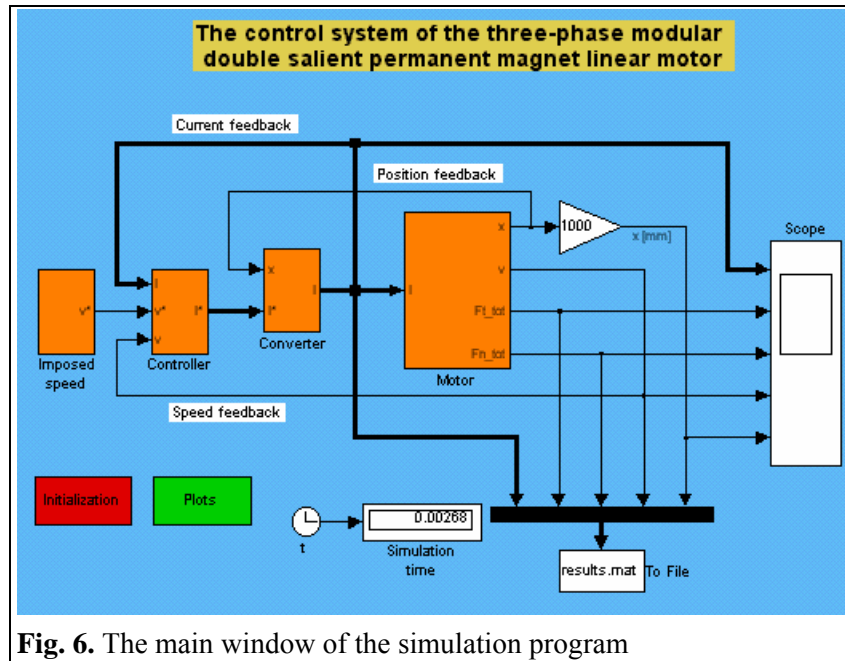 The control system of the three-phase modular
double salient permanent magnet linear motor
Current feedback
Position feedback
x
1000
x [mm]
Scope
v
x
I
v*
v*
I*
I*
I
I
Ft_tot
v
Converter
Fn_tot
Imposed
speed
Controller
Motor
Speed feedback
Initialization
Plots
0.00268
t
Simulation
time
results.mat
To File
Fig. 6. The main window of the simulation program